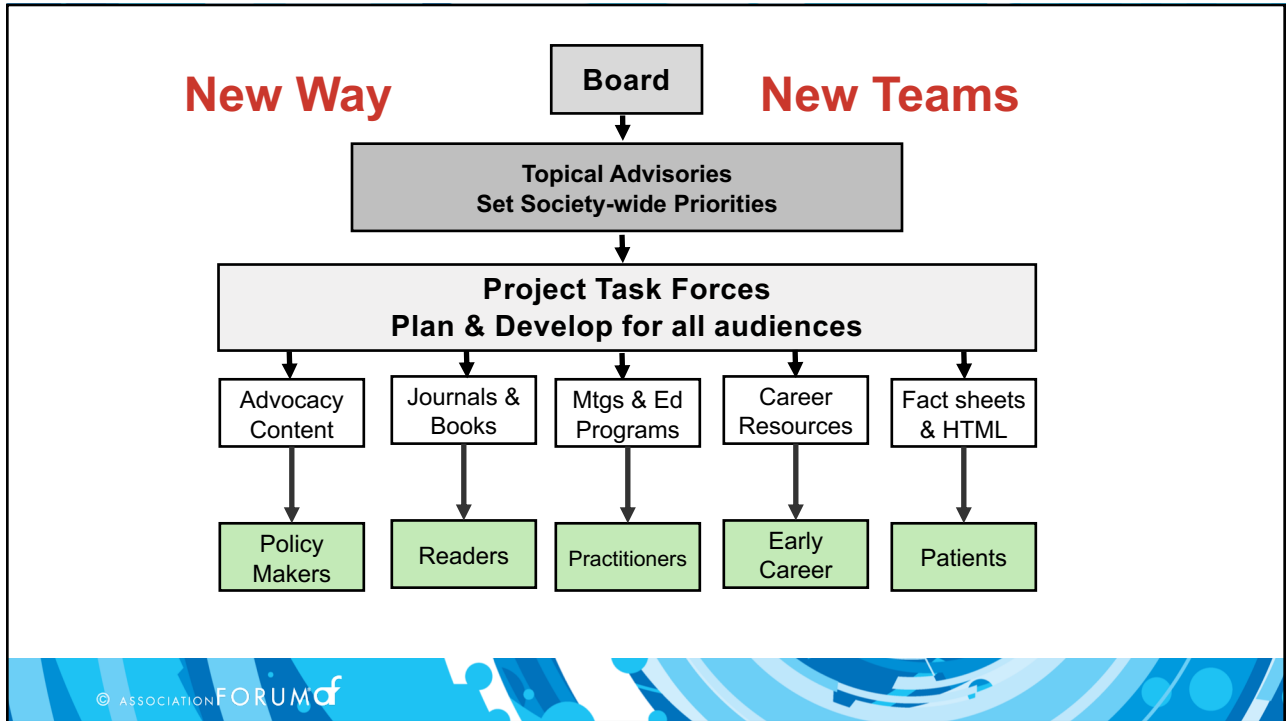 New Way
Board
New Teams
Topical Advisories
Set Society-wide Priorities
Project Task Forces
Plan & Develop for all audiences
Advocacy
Content
Journals &
Books
Mtgs & Ed
Programs
Career
Resources
Fact sheets
& HTML
Policy
Makers
Readers
Practitioners
Early
Career
Patients
© ASSOCIATION FORUM af